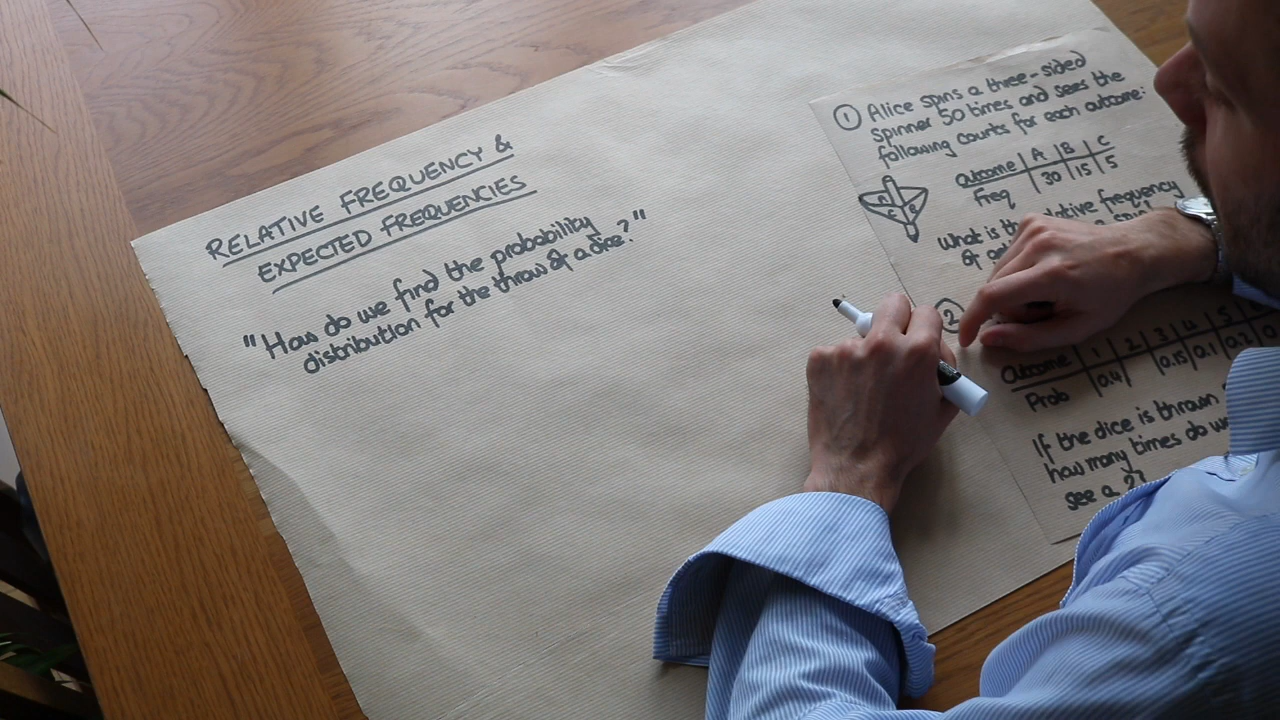 RELATIVE FREQUENCY &
EXPECTED FREQUENCIES
"How do we find the probability
distribution for the throw of a dice?"
1 Alice spins a three-sided
spinner 50 times and sees the
following counts for each outcome:
Outcome A B C
Freq 30 15 5
What is the relative frequency
of a
2
Outcome 1 2 3 4 5
Prob 0.4 0.15 0.1 0.2
If the dice is thrown
how many times do we
see a 2?